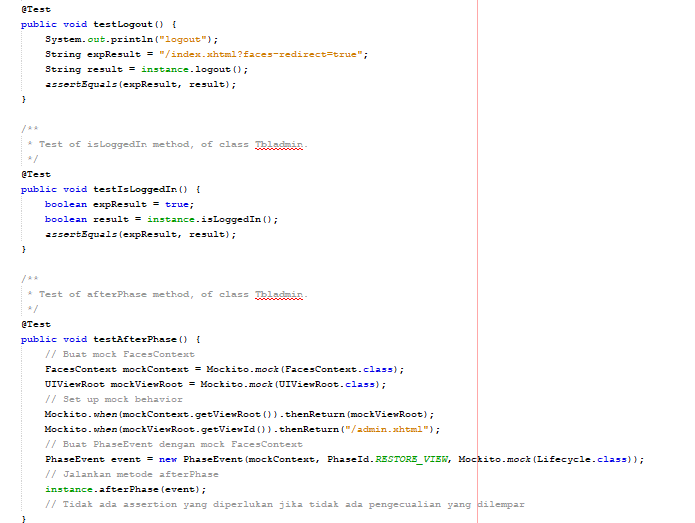 @Test
public void testLogout() {
System.out.println("logout");
String expResult = "/index.xhtml?faces-redirect=true";
String result = instance.logout();
assertEquals(expResult, result);
}
/**
* Test of isLoggedIn method, of class Tbladmin.
*/
@Test
public void testIsLoggedIn() {
boolean expResult = true;
boolean result = instance.isLoggedIn();
assertEquals(expResult, result);
}
/**
* Test of afterPhase method, of class Tbladmin.
*/
@Test
public void testAfterPhase() {
// Buat mock FacesContext
FacesContext mockContext = Mockito.mock(FacesContext.class);
UIViewRoot mockViewRoot = Mockito.mock(UIViewRoot.class);
// Set up mock behavior
Mockito.when(mockContext.getViewRoot()).thenReturn(mockViewRoot);
Mockito.when(mockViewRoot.getViewId()).thenReturn("/admin.xhtml");
// Buat PhaseEvent dengan mock FacesContext
PhaseEvent event = new PhaseEvent(mockContext, PhaseId.RESTORE_VIEW, Mockito.mock(Lifecycle.class));
// Jalankan metode afterPhase
instance.afterPhase(event);
// Tidak ada assertion yang diperlukan jika tidak ada pengecualian yang dilempar
}